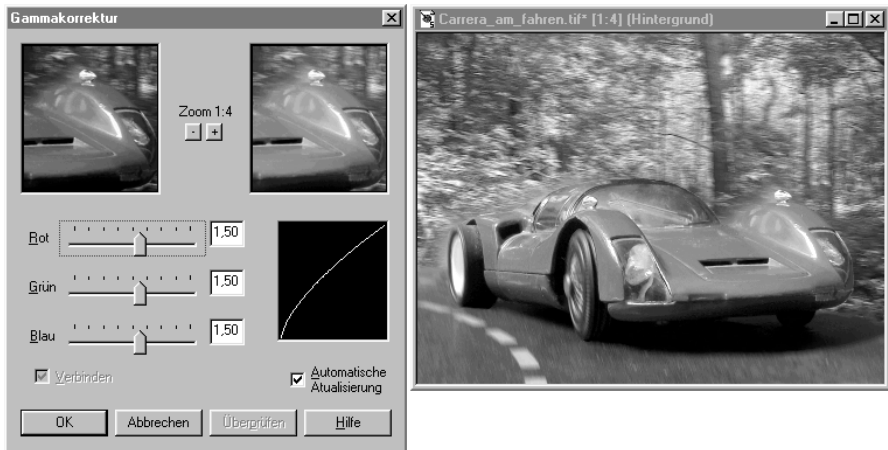 Gammakorrektur
Zoom 1:4
- +
Rot 1,50
Grün 1,50
Blau 1,50
Verbinden
Automatische
Atualisierung
OK Abbrechen Überprüfen Hilfe
Carrera_am_fahren.tif* [1:4] (Hintergrund)